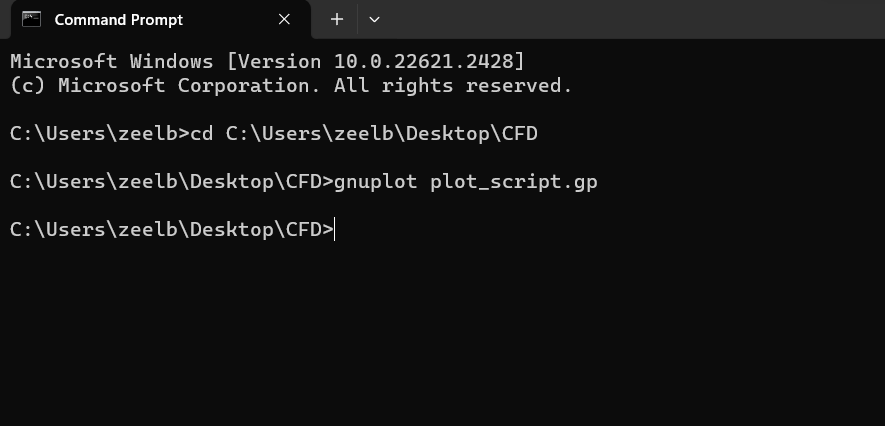 Command Prompt
Microsoft Windows [Version 10.0.22621.2428]
(c) Microsoft Corporation. All rights reserved.
C:\Users\zeelb>cd C:\Users\zeelb\Desktop\CFD
C:\Users\zeelb\Desktop\CFD>gnuplot plot_script.gp
C:\Users\zeelb\Desktop\CFD>